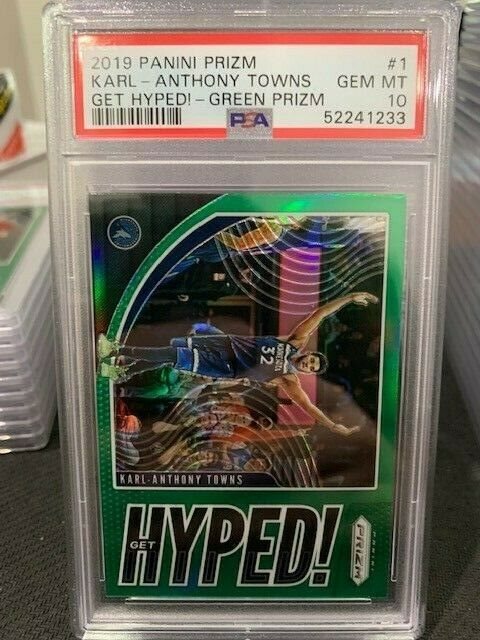 2019 PANINI PRIZM #1
KARL-ANTHONY TOWNS GEM MT
GET HYPED!-GREEN PRIZM 10
PSA 52241233
32
KARL-ANTHONY TOWNS
GET
HYPED!
PANINI
PRIZM